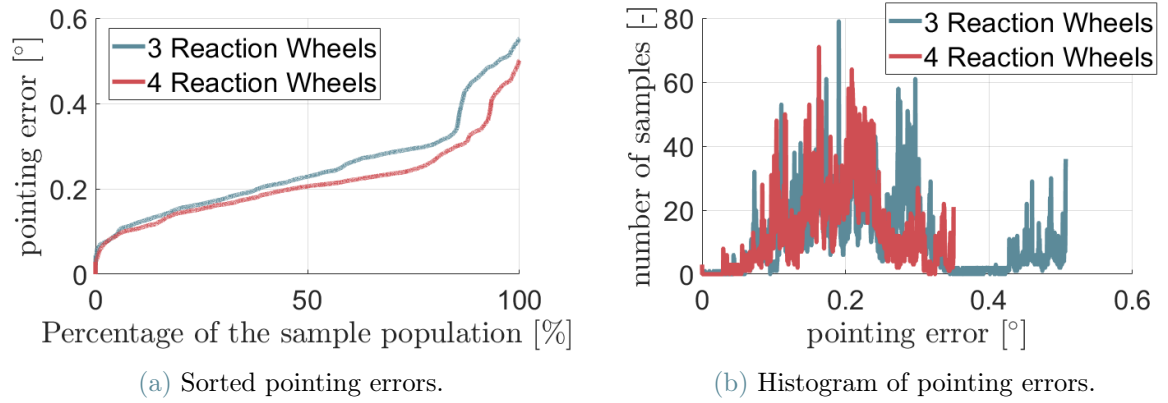 pointing error [°]
0.6
0.4
0.2
0
3 Reaction Wheels
4 Reaction Wheels
0
50
100
Percentage of the sample population [%]
(a) Sorted pointing errors.
number of samples [-]
80
60
40
20
0
3 Reaction Wheels
4 Reaction Wheels
0
0.2
0.4
0.6
pointing error [°]
(b) Histogram of pointing errors.